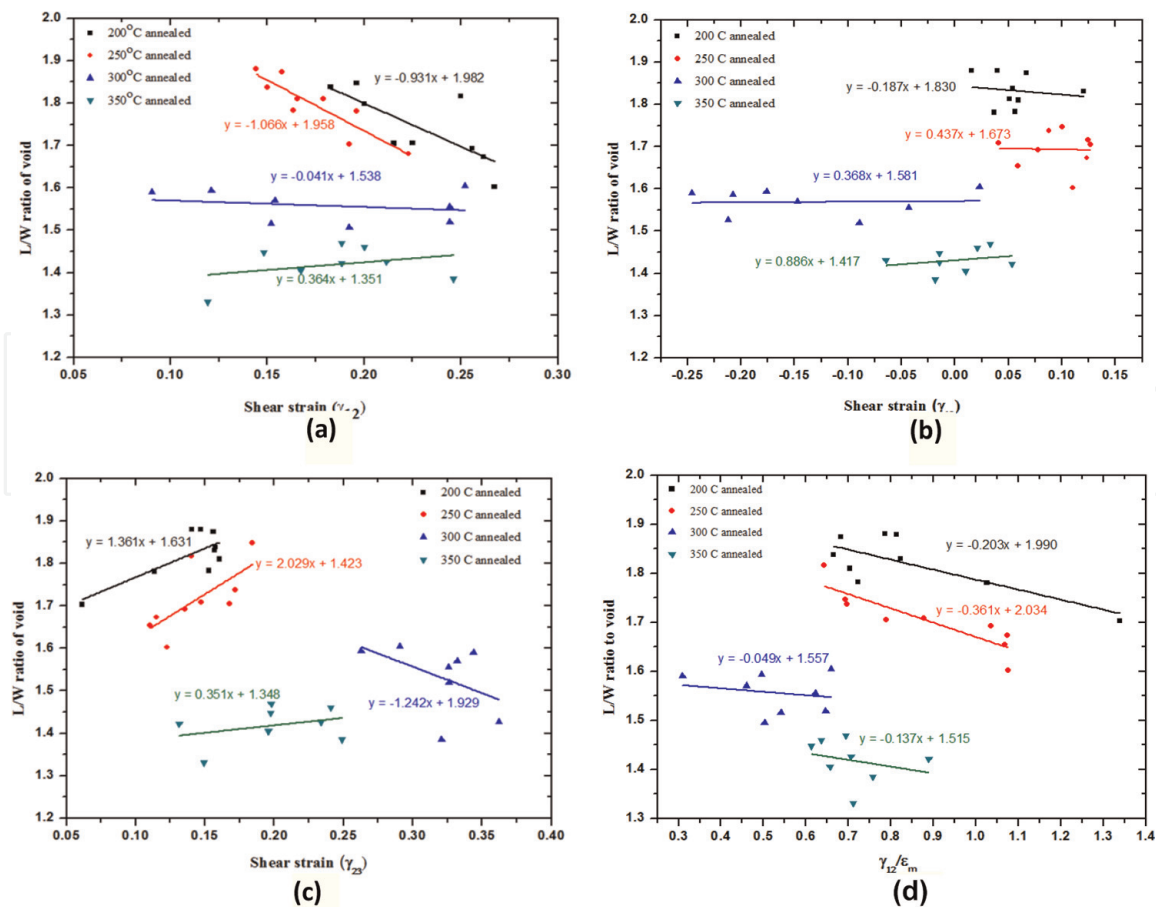 2.0
1.9
1.8
1.7
1.6
1.5
1.4
1.3
1.2
L/W ratio of void
200°C annealed
250°C annealed
300°C annealed
350°C annealed
y = -0.931x + 1.982
y = -1.066x + 1.958
y = -0.041x + 1.538
y = 0.364x + 1.351
0.05 0.10 0.15 0.20 0.25 0.30
Shear strain
(a)
2.0
1.9
1.8
1.7
1.6
1.5
1.4
1.3
1.2
L/W ratio of void
200 C annealed
250 C annealed
300 C annealed
350 C annealed
y = -0.187x + 1.830
y = 0.437x + 1.673
y = 0.368x + 1.581
y = 0.886x + 1.417
-0.25 -0.20 -0.15 -0.10 -0.05 0.00 0.05 0.10 0.15
Shear strain
(b)
2.0
1.9
1.8
1.7
1.6
1.5
1.4
1.3
1.2
L/W ratio of void
200 C annealed
250 C annealed
300 C annealed
350 C annealed
y = 1.361x + 1.631
y = 2.029x + 1.423
y = 0.351x + 1.348
y = -1.242x + 1.929
0.05 0.10 0.15 0.20 0.25 0.30 0.35 0.40
Shear strain (γ₂₃)
(c)
2.0
1.9
1.8
1.7
1.6
1.5
1.4
1.3
1.2
L/W ratio to void
200 C annealed
250 C annealed
300 C annealed
350 C annealed
y = -0.203x + 1.990
y = -0.361x + 2.034
y = -0.049x + 1.557
y = -0.137x + 1.515
0.3 0.4 0.5 0.6 0.7 0.8 0.9 1.0 1.1 1.2 1.3 1.4
γ₁₂/εₘ
(d)